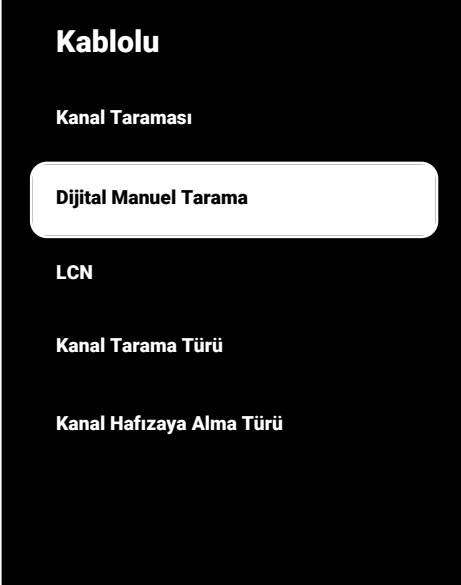 Kablolu
Kanal Taraması
Dijital Manuel Tarama
LCN
Kanal Tarama Türü
Kanal Hafızaya Alma Türü